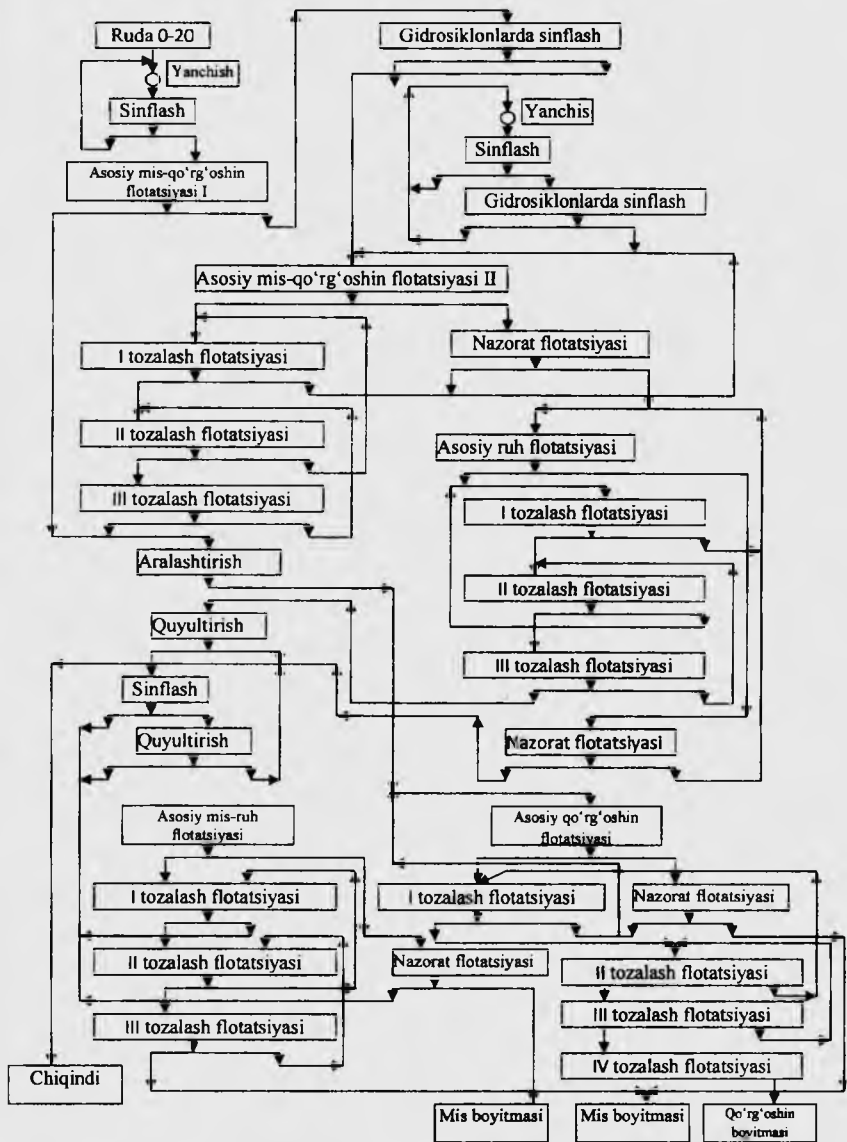 Ruda 0-20
Gidrosiklonlarda sinflash
Yanchish
Sinflash
Yanchis
Sinflash
Asosiy mis-qo‘rg‘oshin
flotatsiyasi I
Gidrosiklonlarda sinflash
Asosiy mis-qo‘rg‘oshin flotatsiyasi II
I tozalash flotatsiyasi
Nazorat flotatsiyasi
II tozalash flotatsiyasi
Asosiy ruh flotatsiyasi
III tozalash flotatsiyasi
I tozalash flotatsiyasi
Aralashtirish
II tozalash flotatsiyasi
Quyultirish
III tozalash flotatsiyasi
Sinflash
Quyultirish
Nazorat flotatsiyasi
Asosiy mis-ruh
flotatsiyasi
Asosiy qo‘rg‘oshin
flotatsiyasi
I tozalash flotatsiyasi
I tozalash flotatsiyasi
Nazorat flotatsiyasi
II tozalash flotatsiyasi
Nazorat flotatsiyasi
II tozalash flotatsiyasi
III tozalash flotatsiyasi
III tozalash flotatsiyasi
IV tozalash flotatsiyasi
Chiqindi
Mis boyitmasi
Mis boyitmasi
Qo‘rg‘oshin
boyitmasi